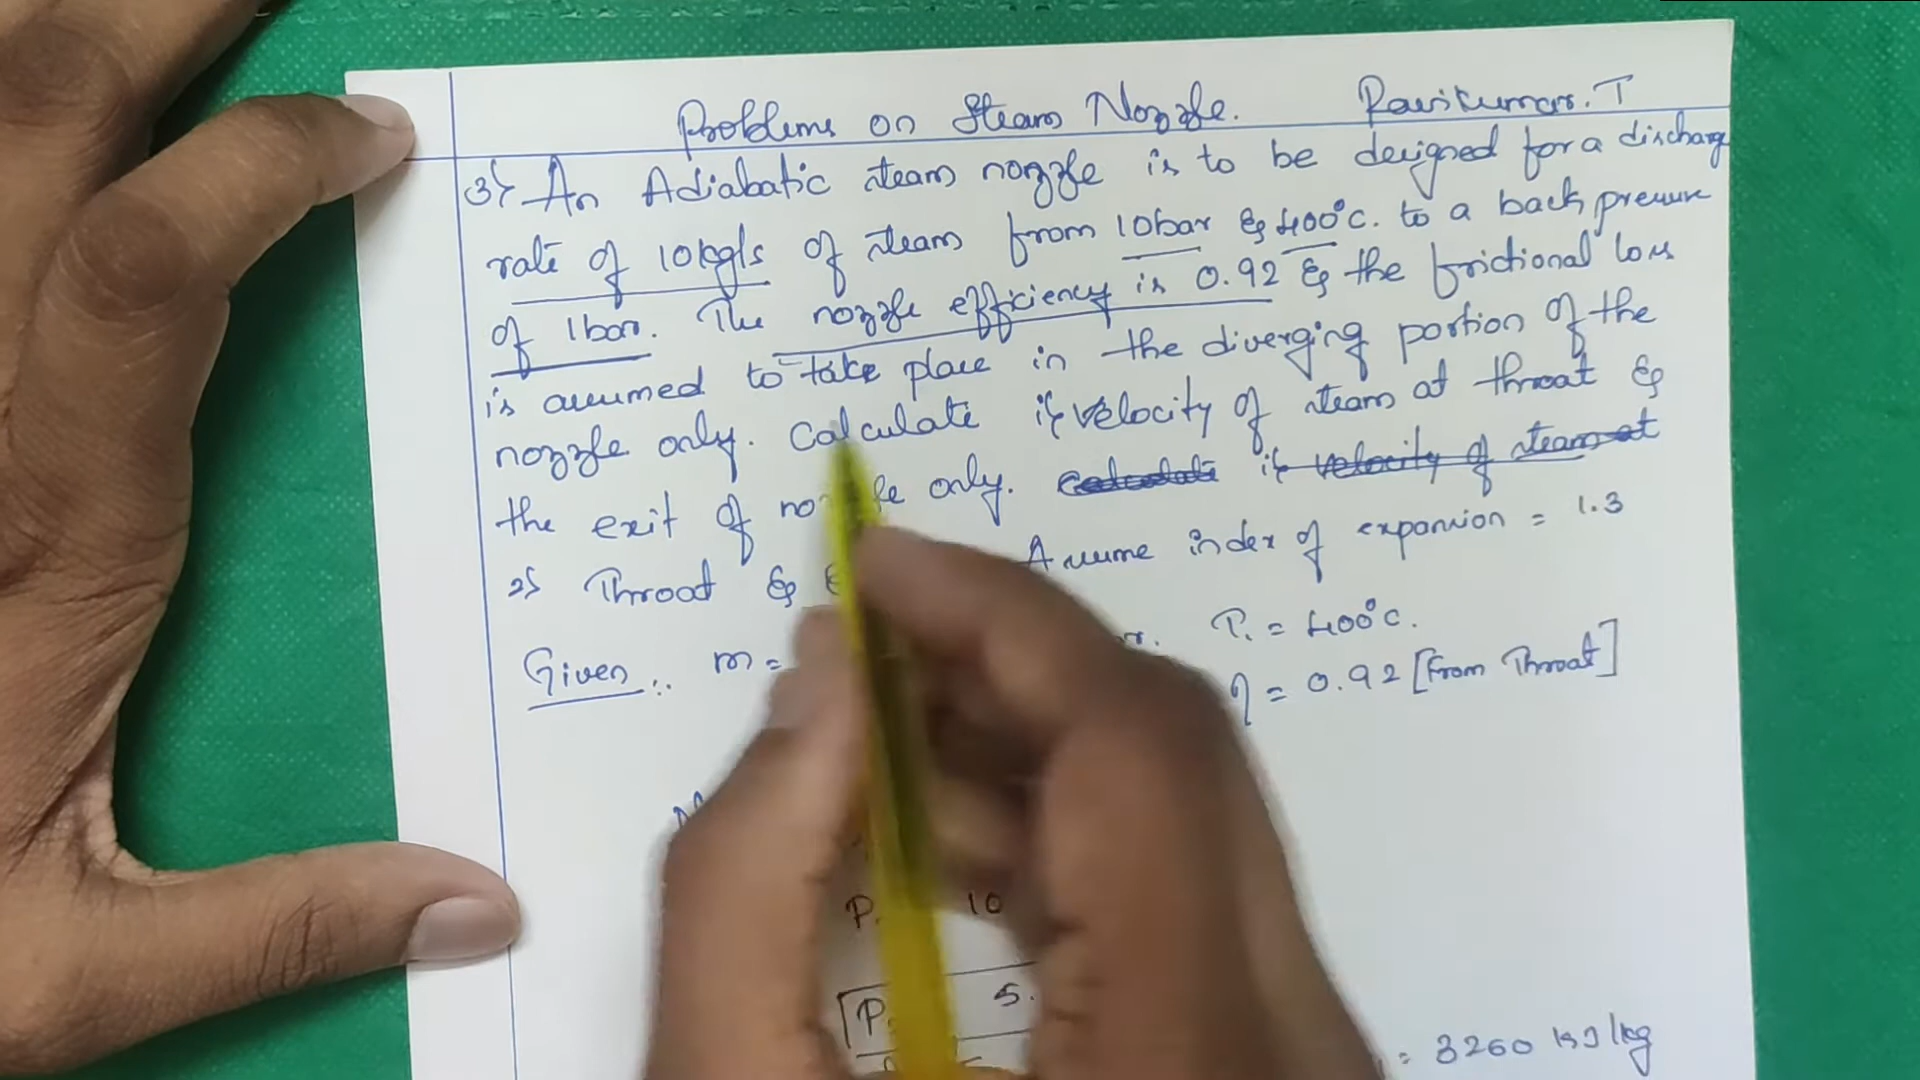 Problems on Steam Nozzle. Ravikumar. T
3) An Adiabatic steam nozzle is to be designed for a discharge
rate of 10kg/s of steam from 10bar & 400°c. to a back pressure
of 1bar. The nozzle efficiency is 0.92 & the frictional loss
is assumed to take place in the diverging portion of the
nozzle only. Calculate 1) Velocity of steam at throat &
the exit of nozzle only. calculate 1) velocity of steam at
2) Throat & Assume index of expansion = 1.3
Given :. m = T₁ = 400°c.
η = 0.92 [From Throat]
P 10
P 5.
= 3260 kJ/kg